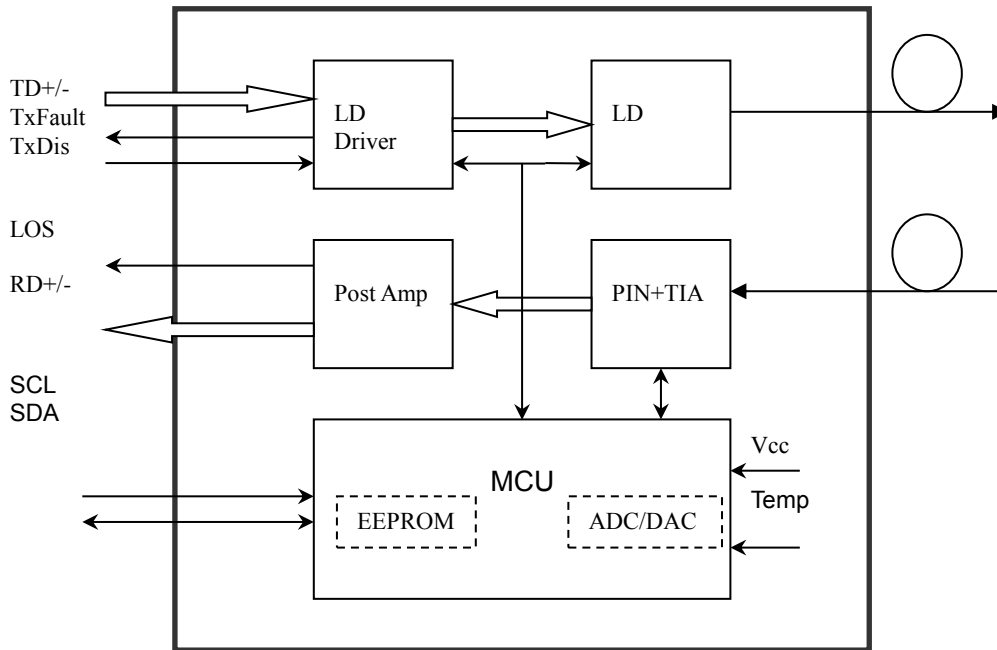 TD+/-
TxFault
TxDis
LD
Driver
LD
LOS
RD+/-
Post Amp
PIN+TIA
SCL
SDA
MCU
EEPROM
ADC/DAC
Vcc
Temp